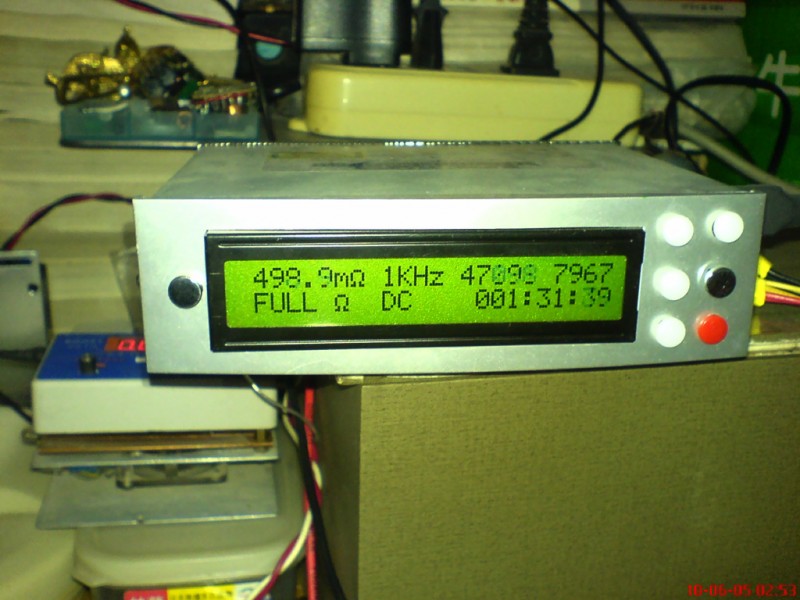 498.9mΩ 1KHz 47098 7967
FULL Ω DC 001:31:39
10-06-05 02:53